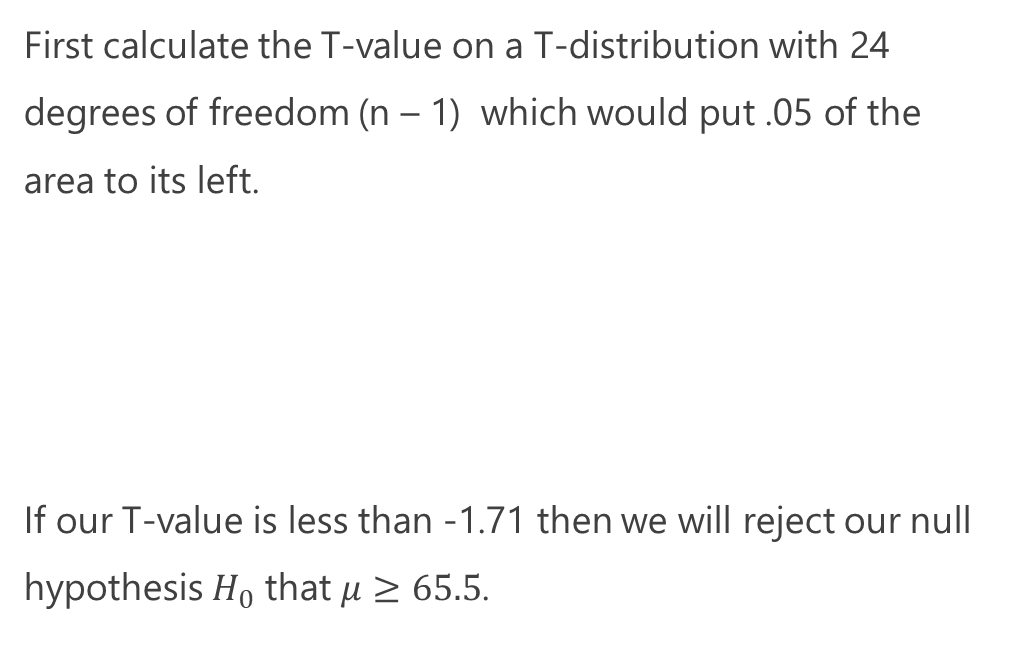 First calculate the T-value on a T-distribution with 24
degrees of freedom (n – 1)  which would put .05 of the
area to its left.
If our T-value is less than -1.71 then we will reject our null
hypothesis 𝐻₀ that 𝜇 ≥ 65.5.